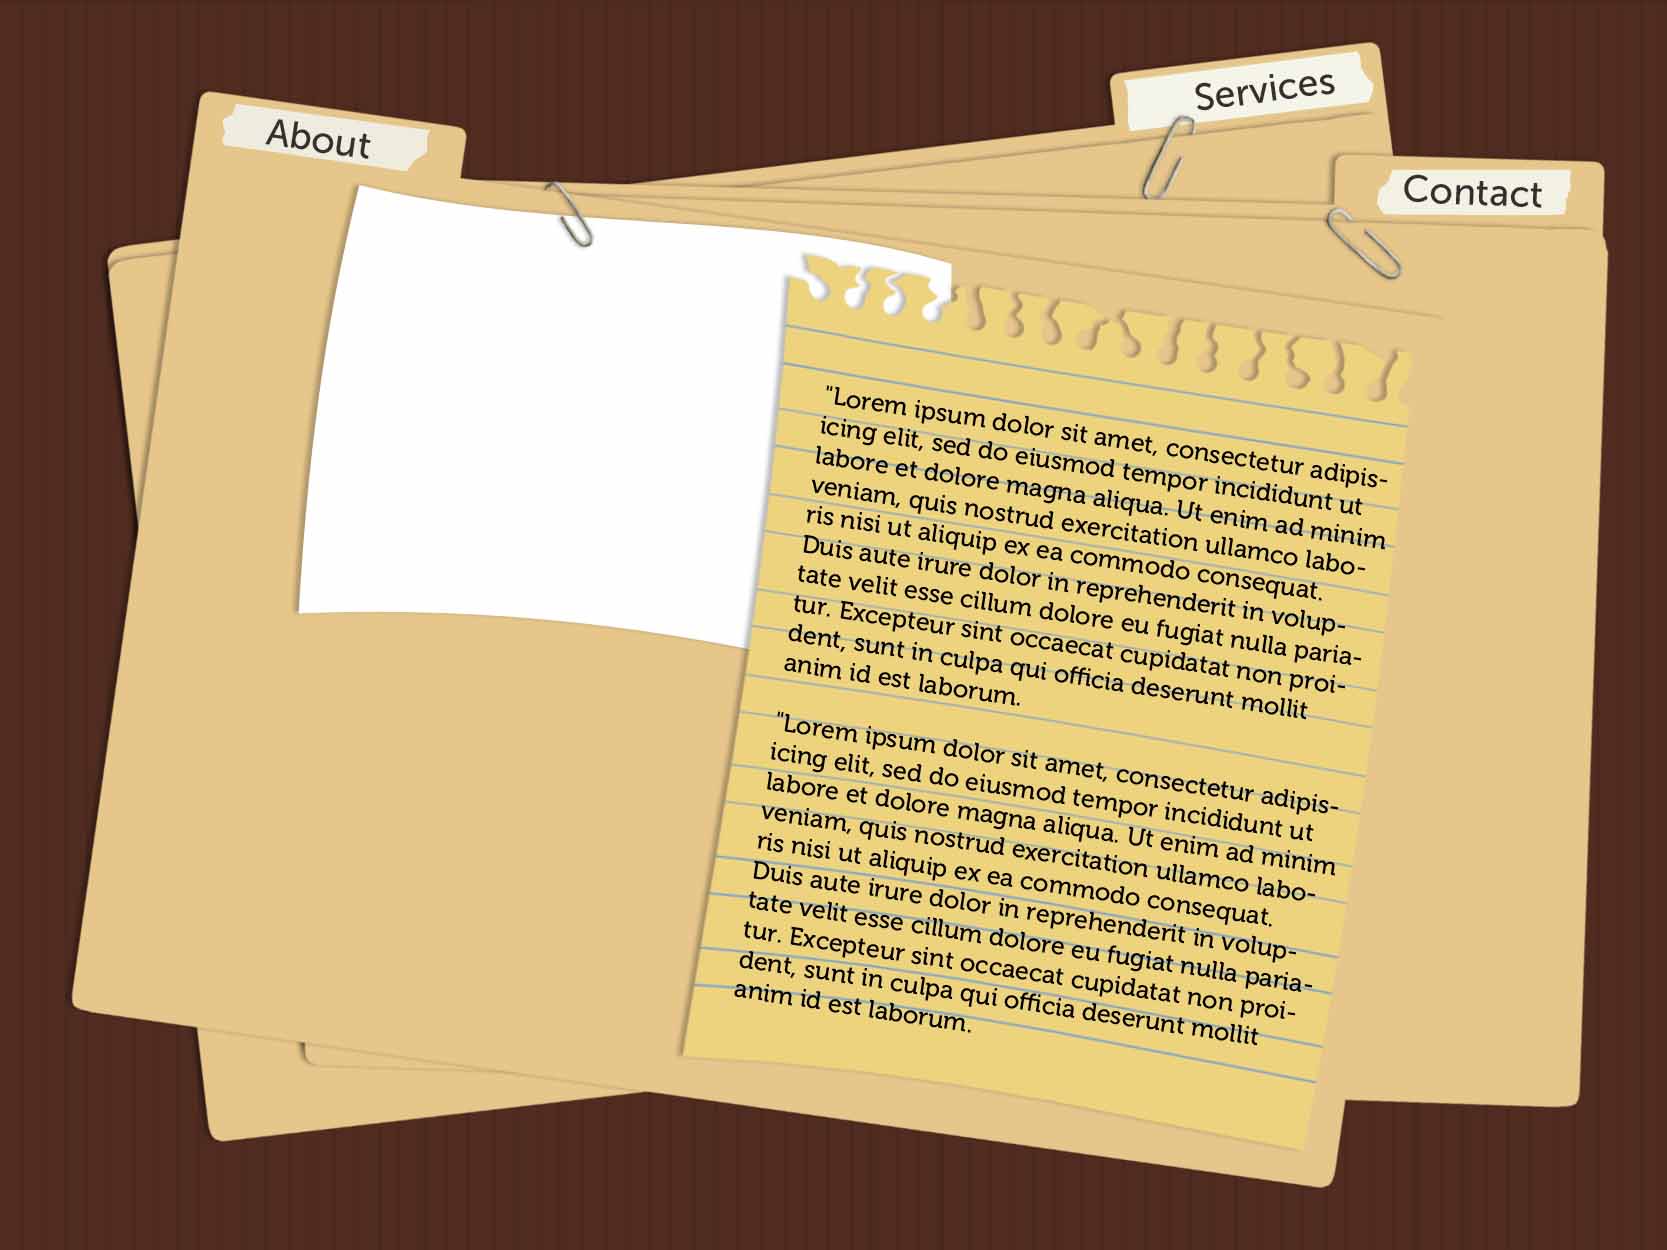 About
Services
Contact
"Lorem ipsum dolor sit amet, consectetur adipis-
icing elit, sed do eiusmod tempor incididunt ut
labore et dolore magna aliqua. Ut enim ad minim
veniam, quis nostrud exercitation ullamco labo-
ris nisi ut aliquip ex ea commodo consequat.
Duis aute irure dolor in reprehenderit in volup-
tate velit esse cillum dolore eu fugiat nulla paria-
tur. Excepteur sint occaecat cupidatat non proi-
dent, sunt in culpa qui officia deserunt mollit
anim id est laborum.
"Lorem ipsum dolor sit amet, consectetur adipis-
icing elit, sed do eiusmod tempor incididunt ut
labore et dolore magna aliqua. Ut enim ad minim
veniam, quis nostrud exercitation ullamco labo-
ris nisi ut aliquip ex ea commodo consequat.
Duis aute irure dolor in reprehenderit in volup-
tate velit esse cillum dolore eu fugiat nulla paria-
tur. Excepteur sint occaecat cupidatat non proi-
dent, sunt in culpa qui officia deserunt mollit
anim id est laborum.